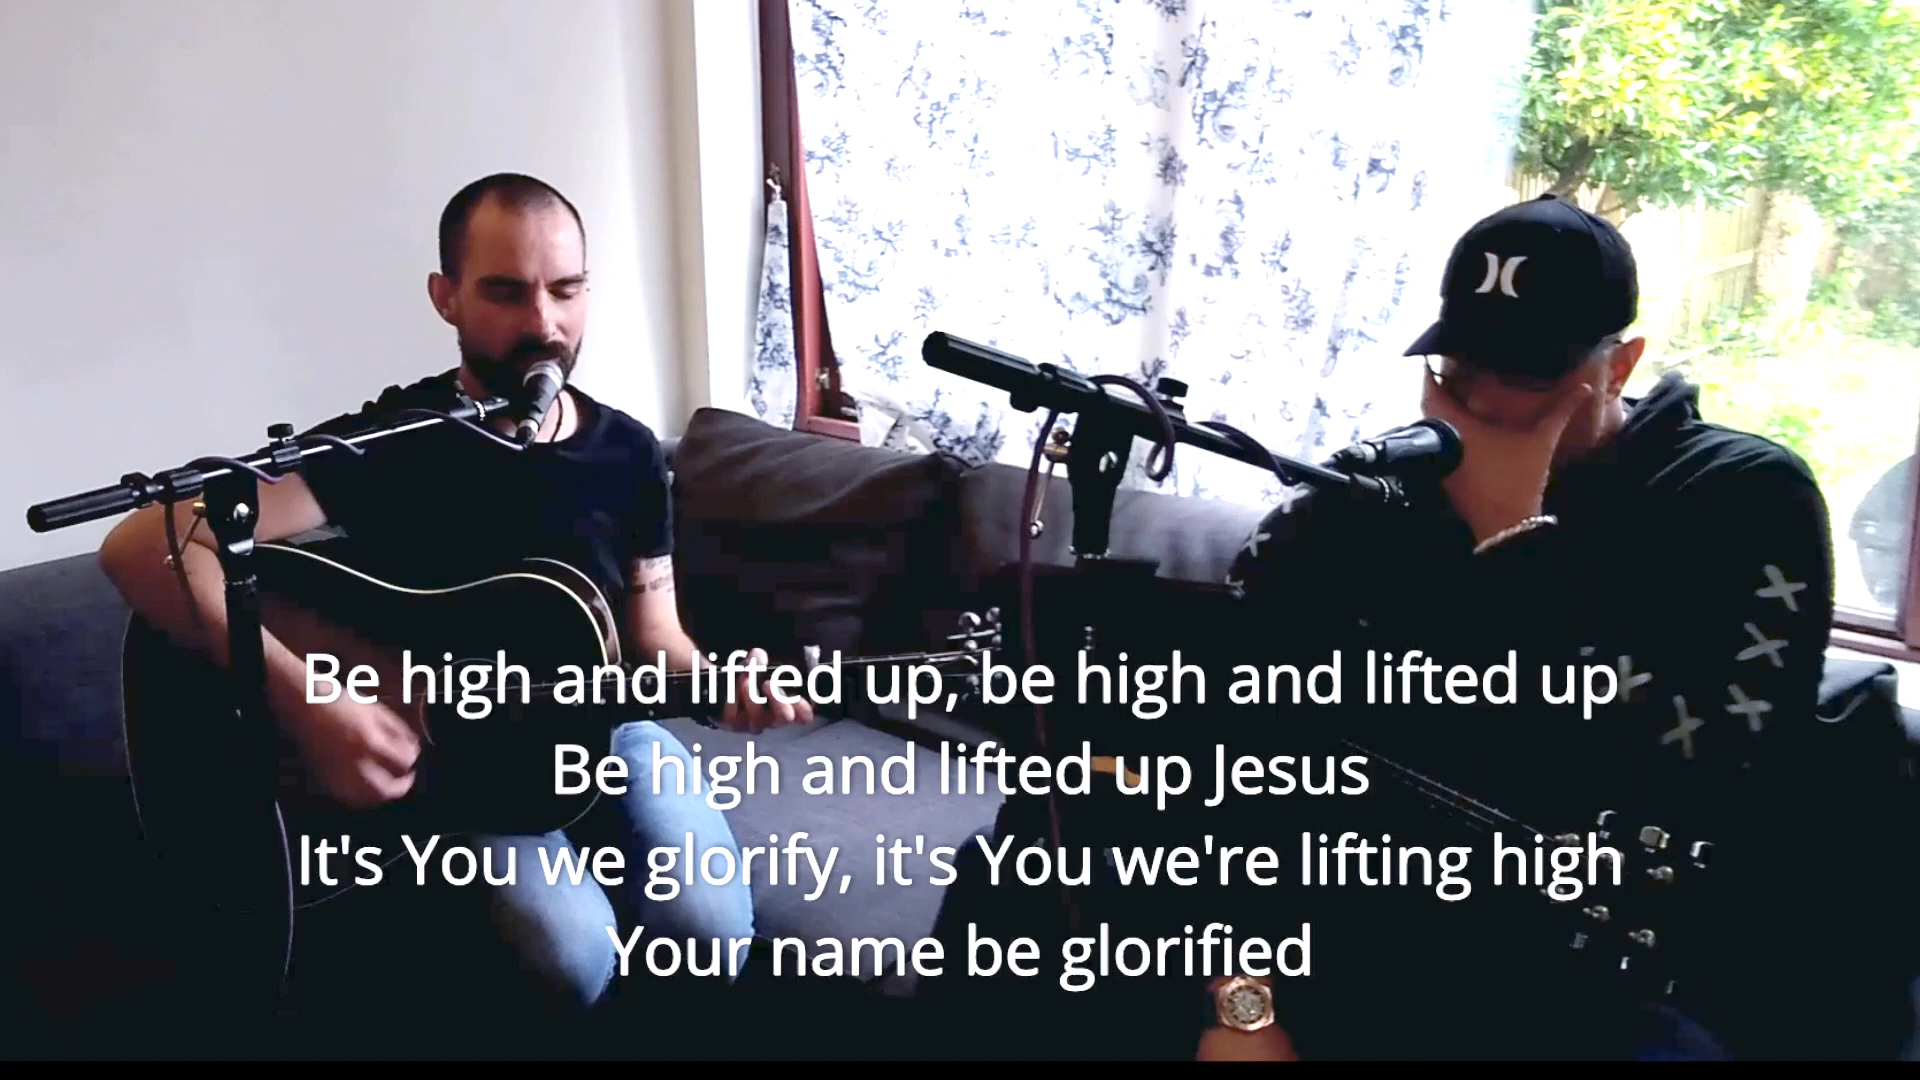 Be high and lifted up, be high and lifted up
Be high and lifted up Jesus
It's You we glorify, it's You we're lifting high
Your name be glorified